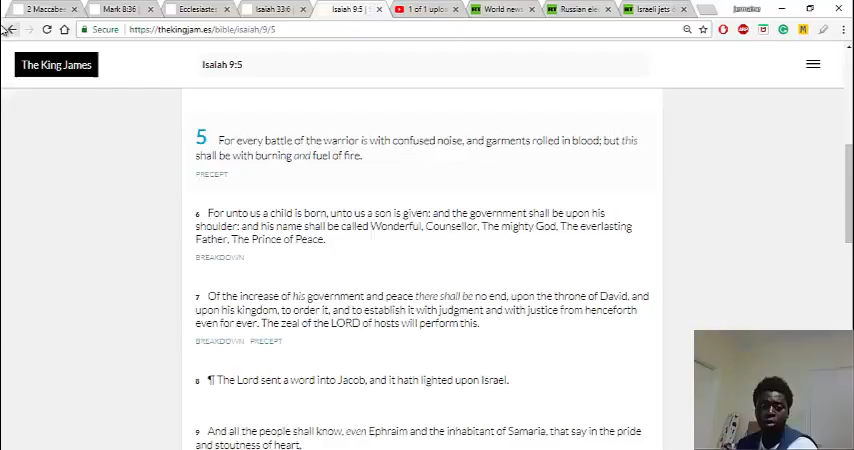 2 Maccabe
Mark 8:36
Ecclesiaste
Isaiah 33:6
Isaiah 9:5 | S
1 of 1 uploa
World news
Russian ele
Israeli jets
jermaine
Secure
https://thekingjam.es/bible/isaiah/9/5
The King James
Isaiah 9:5
5 For every battle of the warrior is with confused noise, and garments rolled in blood; but this
shall be with burning and fuel of fire.
PRECEPT
6 For unto us a child is born, unto us a son is given: and the government shall be upon his
shoulder: and his name shall be called Wonderful, Counsellor, The mighty God, The everlasting
Father, The Prince of Peace.
BREAKDOWN
7 Of the increase of his government and peace there shall be no end, upon the throne of David, and
upon his kingdom, to order it, and to establish it with judgment and with justice from henceforth
even for ever. The zeal of the LORD of hosts will perform this.
BREAKDOWN PRECEPT
8 ¶ The Lord sent a word into Jacob, and it hath lighted upon Israel.
9 And all the people shall know, even Ephraim and the inhabitant of Samaria, that say in the pride
and stoutness of heart,